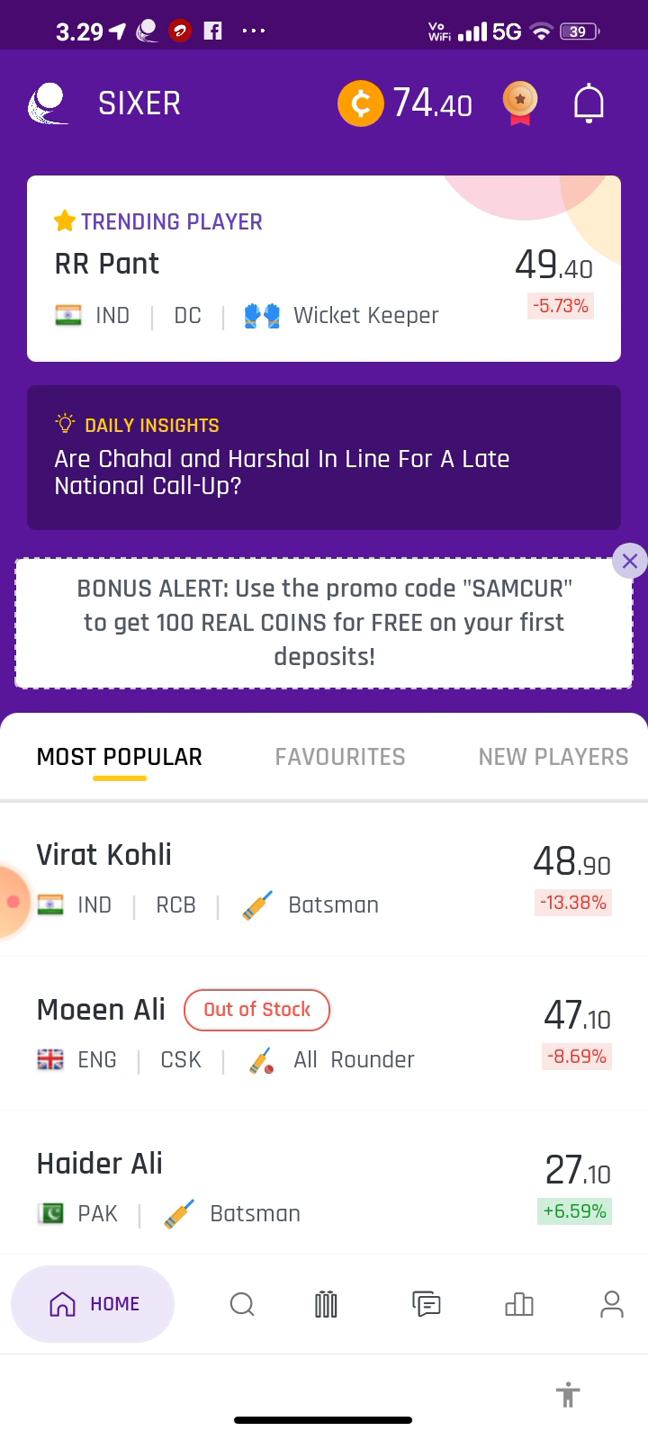 3.29 ... Vo WiFi 5G 39
SIXER ¢ 74.40
TRENDING PLAYER
RR Pant 49.40
IND | DC | Wicket Keeper -5.73%
DAILY INSIGHTS
Are Chahal and Harshal In Line For A Late
National Call-Up?
BONUS ALERT: Use the promo code "SAMCUR"
to get 100 REAL COINS for FREE on your first
deposits!
MOST POPULAR FAVOURITES NEW PLAYERS
Virat Kohli 48.90
IND | RCB | Batsman -13.38%
Moeen Ali Out of Stock 47.10
ENG | CSK | All Rounder -8.69%
Haider Ali 27.10
PAK | Batsman +6.59%
HOME